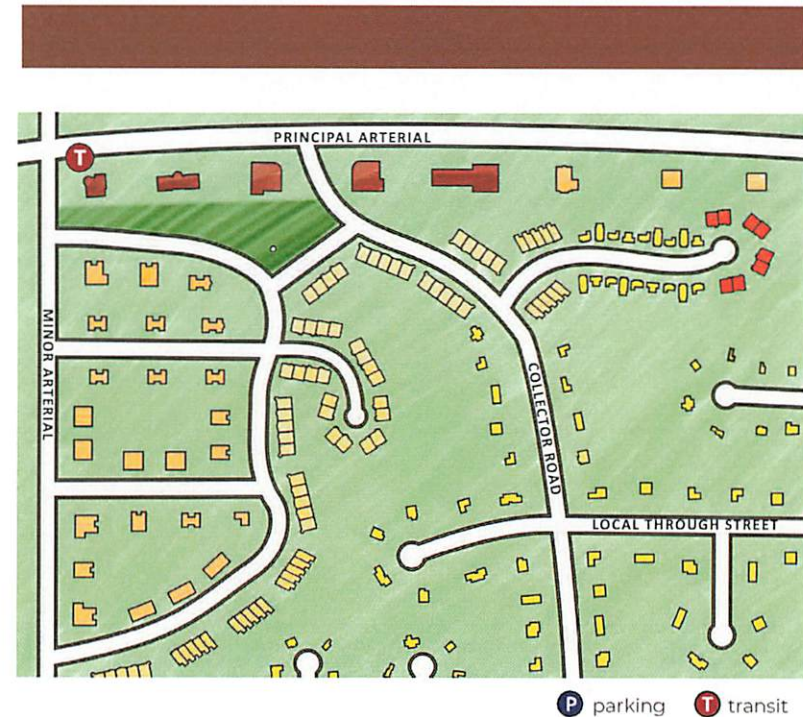 PRINCIPAL ARTERIAL
T
MINOR ARTERIAL
COLLECTOR ROAD
LOCAL THROUGH STREET
P parking T transit